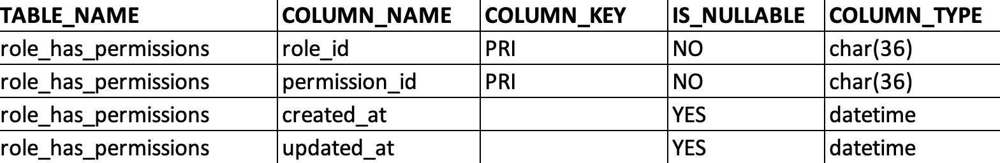 TABLE_NAME COLUMN_NAME COLUMN_KEY IS_NULLABLE COLUMN_TYPE
role_has_permissions role_id PRI NO char(36)
role_has_permissions permission_id PRI NO char(36)
role_has_permissions created_at YES datetime
role_has_permissions updated_at YES datetime